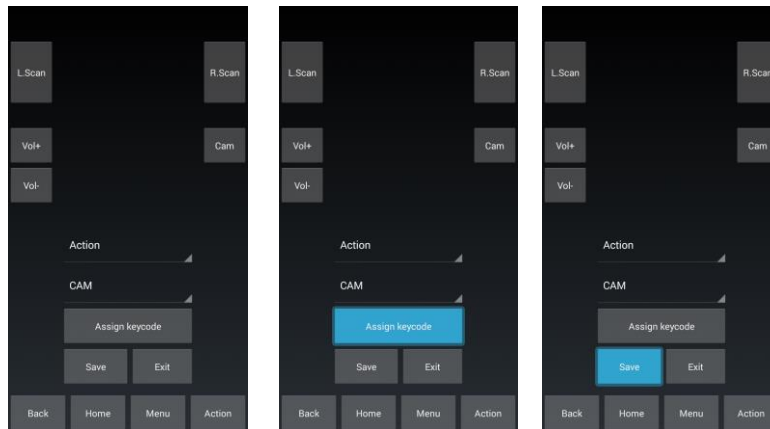 L.Scan R.Scan
Vol+ Cam
Vol-
Action
CAM
Assign keycode
Save Exit
Back Home Menu Action
L.Scan R.Scan
Vol+ Cam
Vol-
Action
CAM
Assign keycode
Save Exit
Back Home Menu Action
L.Scan R.Scan
Vol+ Cam
Vol-
Action
CAM
Assign keycode
Save Exit
Back Home Menu Action